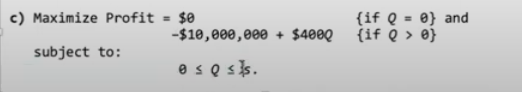 c) Maximize Profit = $0 {if Q = 0} and
-$10,000,000 + $400Q {if Q > 0}
subject to:
0 ≤ Q ≤ s.